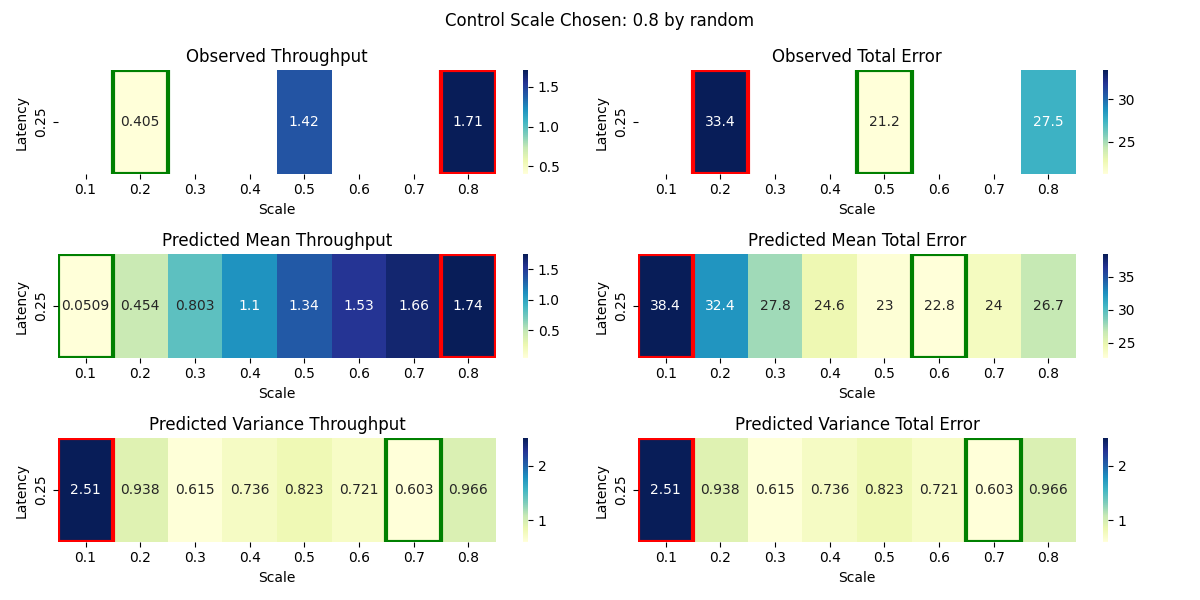 Control Scale Chosen: 0.8 by random
Observed Throughput
Latency
0.25
0.405 1.42 1.71
1.5
1.0
0.5
0.1 0.2 0.3 0.4 0.5 0.6 0.7 0.8
Scale
Observed Total Error
Latency
0.25
33.4 21.2 27.5
30
25
0.1 0.2 0.3 0.4 0.5 0.6 0.7 0.8
Scale
Predicted Mean Throughput
Latency
0.25
0.0509 0.454 0.803 1.1 1.34 1.53 1.66 1.74
1.5
1.0
0.5
0.1 0.2 0.3 0.4 0.5 0.6 0.7 0.8
Scale
Predicted Mean Total Error
Latency
0.25
38.4 32.4 27.8 24.6 23 22.8 24 26.7
35
30
25
0.1 0.2 0.3 0.4 0.5 0.6 0.7 0.8
Scale
Predicted Variance Throughput
Latency
0.25
2.51 0.938 0.615 0.736 0.823 0.721 0.603 0.966
2
1
0.1 0.2 0.3 0.4 0.5 0.6 0.7 0.8
Scale
Predicted Variance Total Error
Latency
0.25
2.51 0.938 0.615 0.736 0.823 0.721 0.603 0.966
2
1
0.1 0.2 0.3 0.4 0.5 0.6 0.7 0.8
Scale